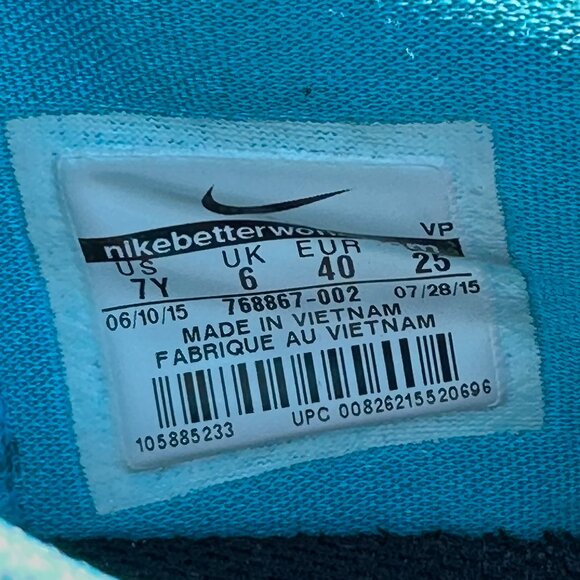 nikebetterwor
VP
US UK EUR
7Y 6 40 25
06/10/15 768867-002 07/28/15
MADE IN VIETNAM
FABRIQUE AU VIETNAM
105885233 UPC 00826215520696